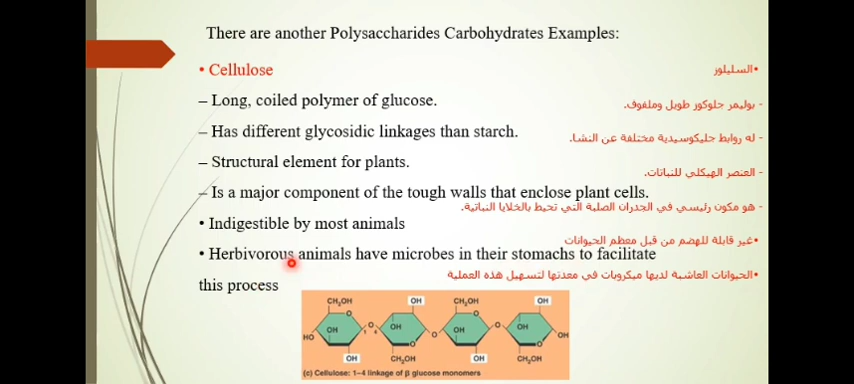 There are another Polysaccharides Carbohydrates Examples:
• Cellulose
•السليلوز
– Long, coiled polymer of glucose.
- بوليمر جلوكوز طويل وملفوف.
– Has different glycosidic linkages than starch.
- له روابط جليكوسيدية مختلفة عن النشا.
– Structural element for plants.
- العنصر الهيكلي للنباتات.
– Is a major component of the tough walls that enclose plant cells.
- هو مكون رئيسي في الجدران الصلبة التي تحيط بالخلايا النباتية.
• Indigestible by most animals
•غير قابلة للهضم من قبل معظم الحيوانات
• Herbivorous animals have microbes in their stomachs to facilitate
•الحيوانات العاشبة لديها ميكروبات في معدتها لتسهيل هذه العملية
this process
CH₂OH OH CH₂OH OH
O O
OH OH OH OH
HO O 1 4 O O OH
O O
OH CH₂OH OH CH₂OH
(c) Cellulose: 1–4 linkage of β glucose monomers